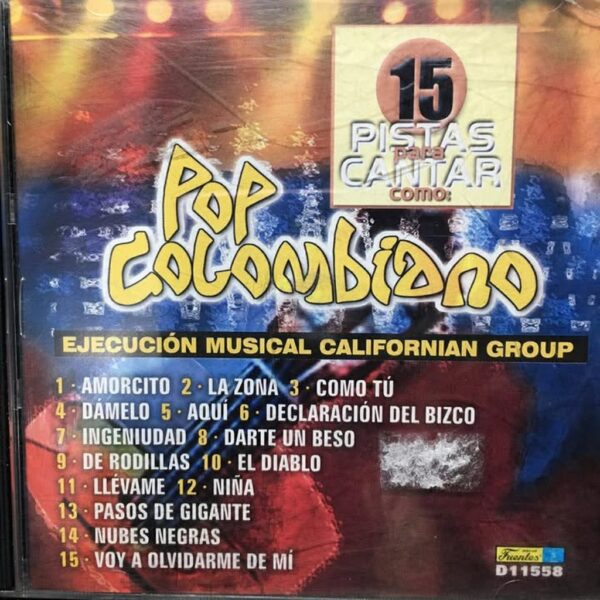 15
PISTAS
para
CANTAR
como:
POP
COLOMBIANO
EJECUCIÓN MUSICAL CALIFORNIAN GROUP
1 · AMORCITO 2 · LA ZONA 3 · COMO TÚ
4 · DÁMELO 5 · AQUÍ 6 · DECLARACIÓN DEL BIZCO
7 · INGENIUDAD 8 · DARTE UN BESO
9 · DE RODILLAS 10 · EL DIABLO
11 · LLÉVAME 12 · NIÑA
13 · PASOS DE GIGANTE
14 · NUBES NEGRAS
15 · VOY A OLVIDARME DE MÍ
Fuentes
D11558